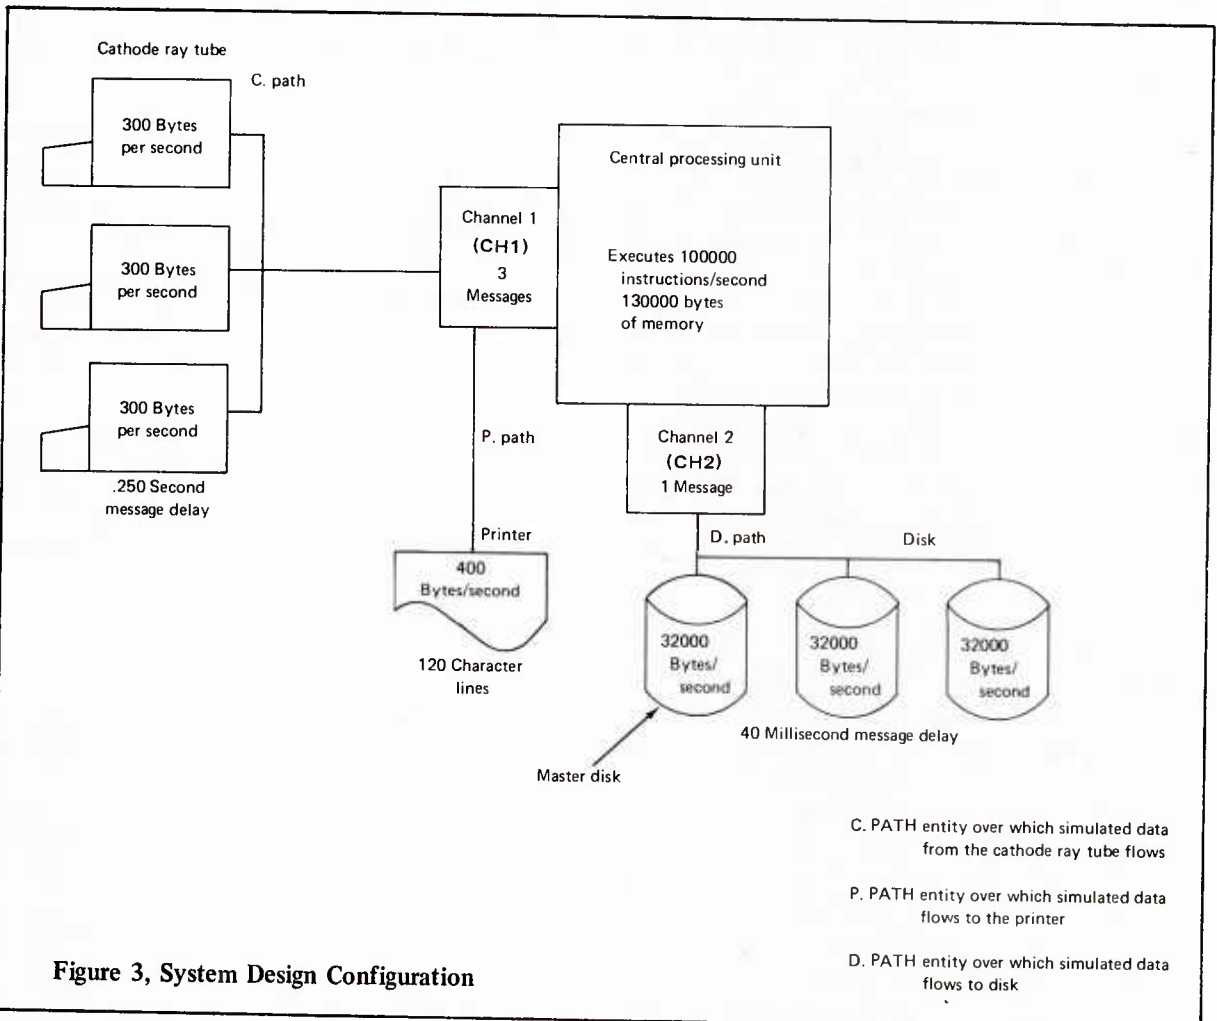 Cathode ray tube
C. path
300 Bytes
per second
300 Bytes
per second
300 Bytes
per second
.250 Second
message delay
Channel 1
(CH1)
3
Messages
Central processing unit
Executes 100000
instructions/second
130000 bytes
of memory
P. path
Channel 2
(CH2)
1 Message
Printer
400
Bytes/second
120 Character
lines
D. path
Disk
32000
Bytes/
second
32000
Bytes/
second
32000
Bytes/
second
40 Millisecond message delay
Master disk
C. PATH entity over which simulated data
from the cathode ray tube flows
P. PATH entity over which simulated data
flows to the printer
D. PATH entity over which simulated data
flows to disk
Figure 3, System Design Configuration